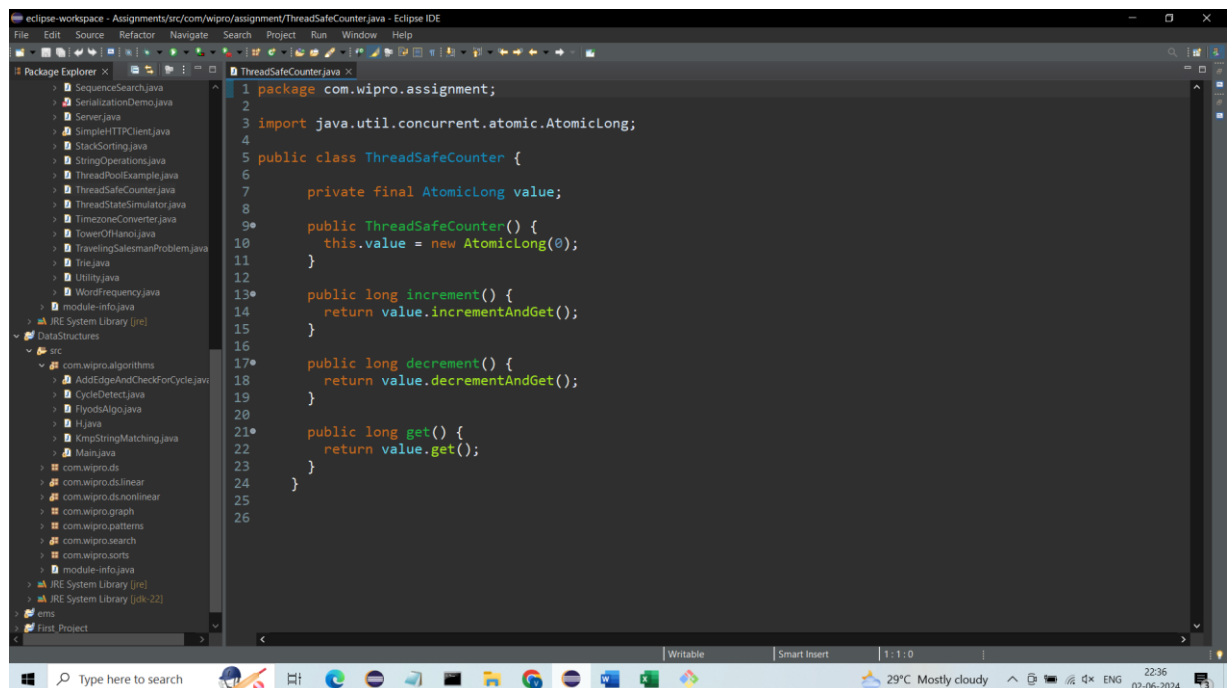 eclipse-workspace - Assignments/src/com/wipro/assignment/ThreadSafeCounter.java - Eclipse IDE
File Edit Source Refactor Navigate Search Project Run Window Help
Package Explorer
SequenceSearch.java
SerializationDemo.java
Server.java
SimpleHTTPClient.java
StackSorting.java
StringOperations.java
ThreadPoolExample.java
ThreadSafeCounter.java
ThreadStateSimulator.java
TimezoneConverter.java
TowerOfHanoi.java
TravelingSalesmanProblem.java
Trie.java
Utility.java
WordFrequency.java
module-info.java
JRE System Library [jre]
DataStructures
src
com.wipro.algorithms
AddEdgeAndCheckForCycle.java
CycleDetect.java
FlyodsAlgo.java
H.java
KmpStringMatching.java
Main.java
com.wipro.ds
com.wipro.ds.linear
com.wipro.ds.nonlinear
com.wipro.graph
com.wipro.patterns
com.wipro.search
com.wipro.sorts
module-info.java
JRE System Library [jre]
JRE System Library [jdk-22]
ems
First_Project
ThreadSafeCounter.java
1 package com.wipro.assignment;
2
3 import java.util.concurrent.atomic.AtomicLong;
4
5 public class ThreadSafeCounter {
6
7 private final AtomicLong value;
8
9 public ThreadSafeCounter() {
10 this.value = new AtomicLong(0);
11 }
12
13 public long increment() {
14 return value.incrementAndGet();
15 }
16
17 public long decrement() {
18 return value.decrementAndGet();
19 }
20
21 public long get() {
22 return value.get();
23 }
24 }
25
26
Writable Smart Insert 1:1:0
Type here to search 29°C Mostly cloudy ENG 22:36
02-06-2024